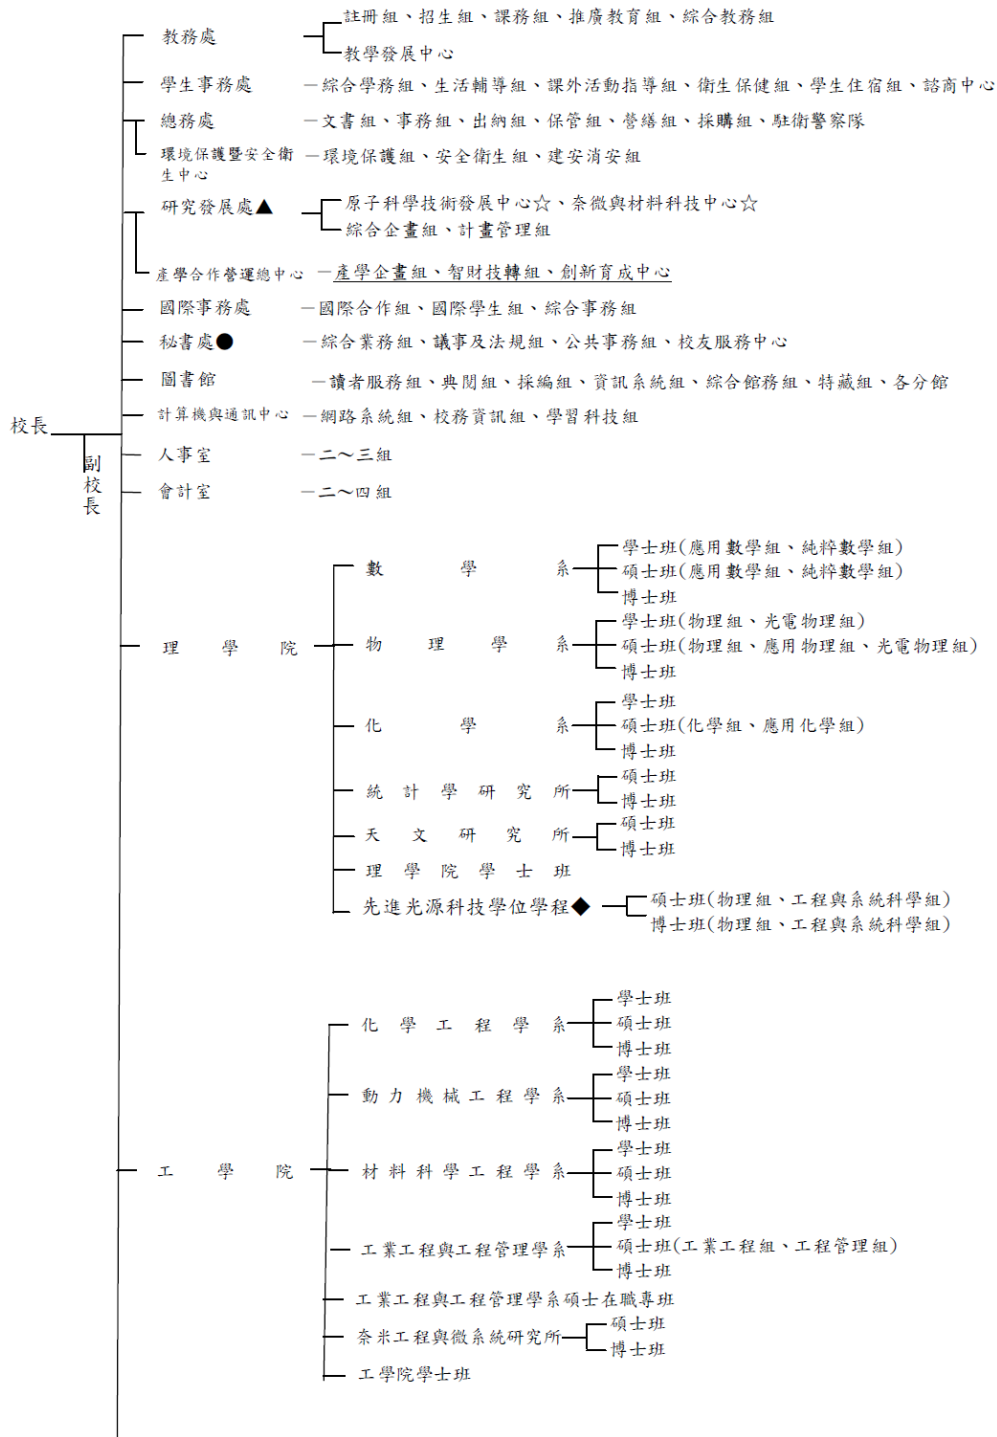 註冊組、招生組、課務組、推廣教育組、綜合教務組
教務處
教學發展中心
學生事務處 －綜合學務組、生活輔導組、課外活動指導組、衛生保健組、學生住宿組、諮商中心
總務處 －文書組、事務組、出納組、保管組、營繕組、採購組、駐衛警察隊
環境保護暨安全衛 －環境保護組、安全衛生組、建安消安組
生中心
研究發展處▲ 原子科學技術發展中心☆、奈微與材料科技中心☆
綜合企畫組、計畫管理組
產學合作營運總中心 －產學企畫組、智財技轉組、創新育成中心
國際事務處 －國際合作組、國際學生組、綜合事務組
秘書處● －綜合業務組、議事及法規組、公共事務組、校友服務中心
圖書館 －讀者服務組、典閱組、採編組、資訊系統組、綜合館務組、特藏組、各分館
計算機與通訊中心 －網路系統組、校務資訊組、學習科技組
校長
副校長
人事室 －二～三組
會計室 －二～四組
理學院
數學系
學士班(應用數學組、純粹數學組)
碩士班(應用數學組、純粹數學組)
博士班
物理學系
學士班(物理組、光電物理組)
碩士班(物理組、應用物理組、光電物理組)
博士班
化學系
學士班
碩士班(化學組、應用化學組)
博士班
統計學研究所
碩士班
博士班
天文研究所
碩士班
博士班
理學院學士班
先進光源科技學位學程◆
碩士班(物理組、工程與系統科學組)
博士班(物理組、工程與系統科學組)
工學院
化學工程學系
學士班
碩士班
博士班
動力機械工程學系
學士班
碩士班
博士班
材料科學工程學系
學士班
碩士班
博士班
工業工程與工程管理學系
學士班
碩士班(工業工程組、工程管理組)
博士班
工業工程與工程管理學系碩士在職專班
奈米工程與微系統研究所
碩士班
博士班
工學院學士班